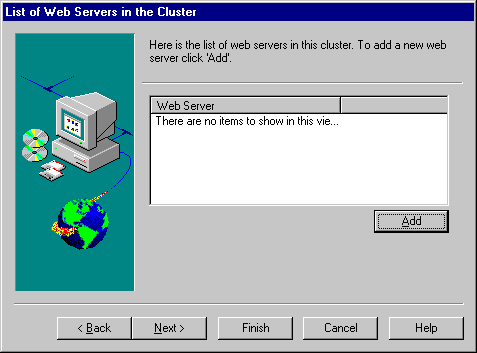 List of Web Servers in the Cluster
Here is the list of web servers in this cluster. To add a new web
server click 'Add'.
Web Server
There are no items to show in this vie...
Add
< Back
Next >
Finish
Cancel
Help